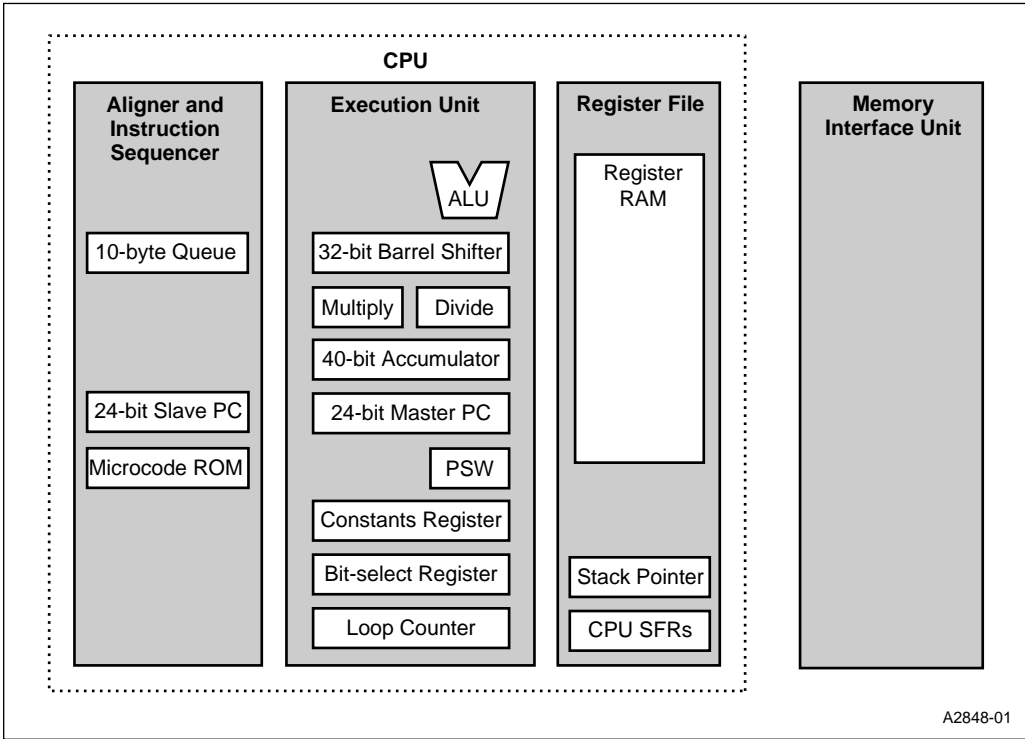 CPU
Aligner and
Instruction
Sequencer
10-byte Queue
24-bit Slave PC
Microcode ROM
Execution Unit
ALU
32-bit Barrel Shifter
Multiply
Divide
40-bit Accumulator
24-bit Master PC
PSW
Constants Register
Bit-select Register
Loop Counter
Register File
Register
RAM
Stack Pointer
CPU SFRs
Memory
Interface Unit
A2848-01